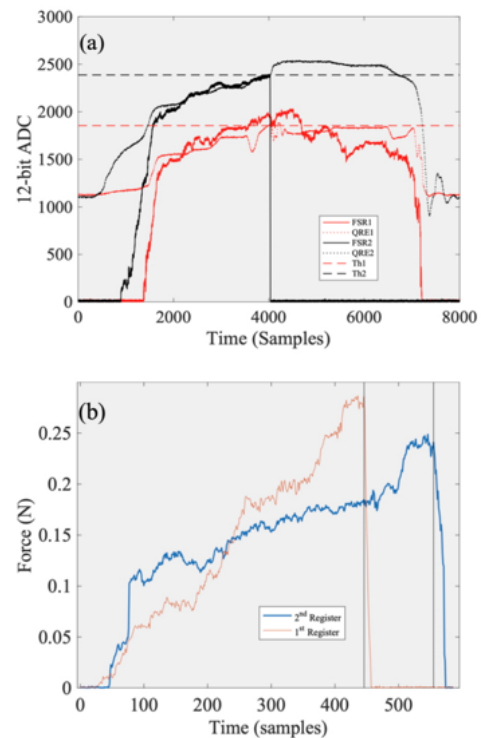 (a)
3000
2500
2000
1500
1000
500
0
12-bit ADC
FSR1
QRE1
FSR2
QRE2
Th1
Th2
0 2000 4000 6000 8000
Time (Samples)
(b)
0.25
0.2
0.15
0.1
0.05
0
Force (N)
2nd Register
1st Register
0 100 200 300 400 500
Time (samples)